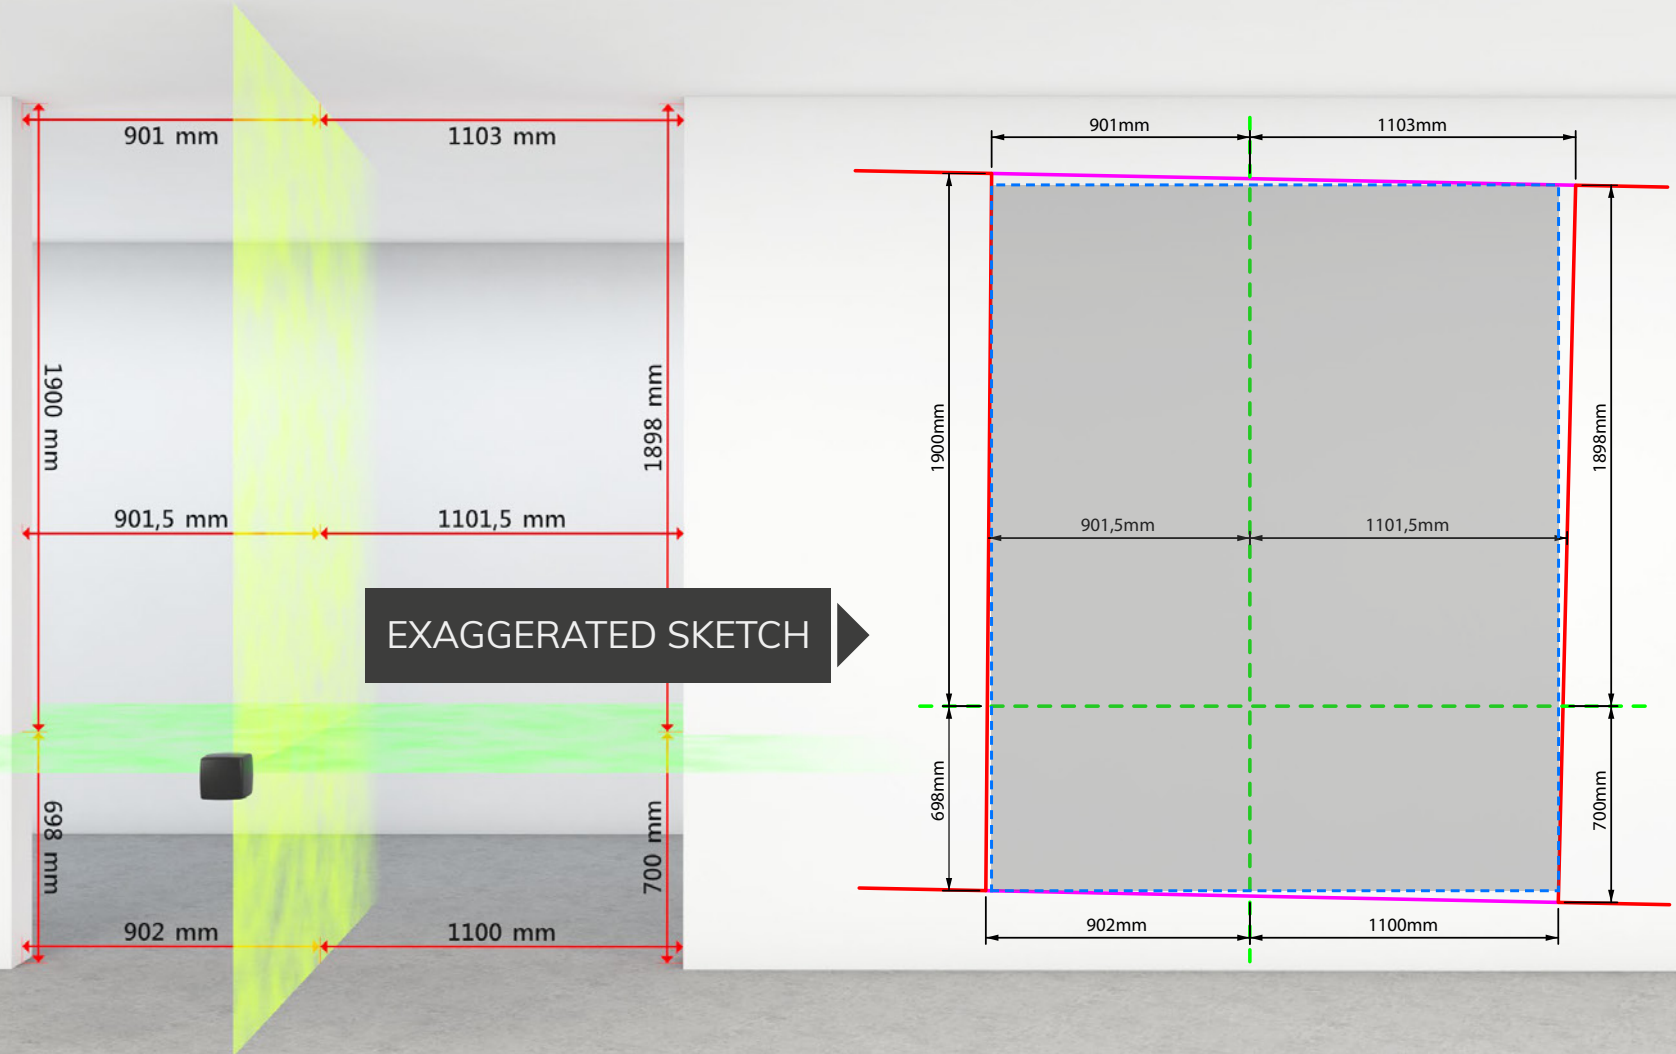 901 mm
1103 mm
1900 mm
1898 mm
901,5 mm
1101,5 mm
698 mm
700 mm
902 mm
1100 mm
EXAGGERATED SKETCH
901mm
1103mm
1900mm
1898mm
901,5mm
1101,5mm
698mm
700mm
902mm
1100mm